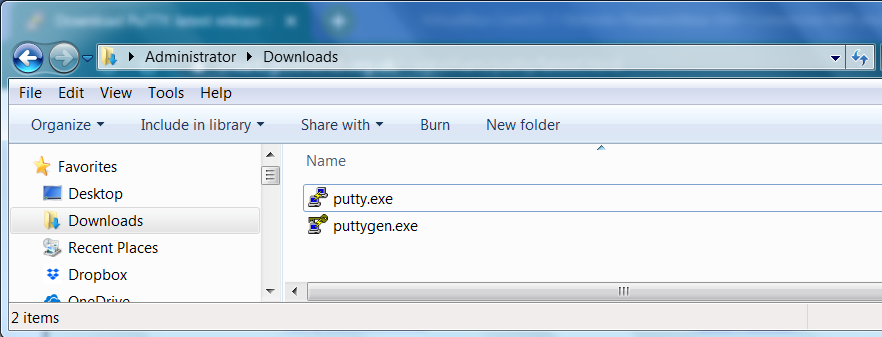 Download PuTTY: latest release
Administrator Downloads
File Edit View Tools Help
Organize Include in library Share with Burn New folder
Favorites
Desktop
Downloads
Recent Places
Dropbox
OneDrive
Name
putty.exe
puttygen.exe
2 items